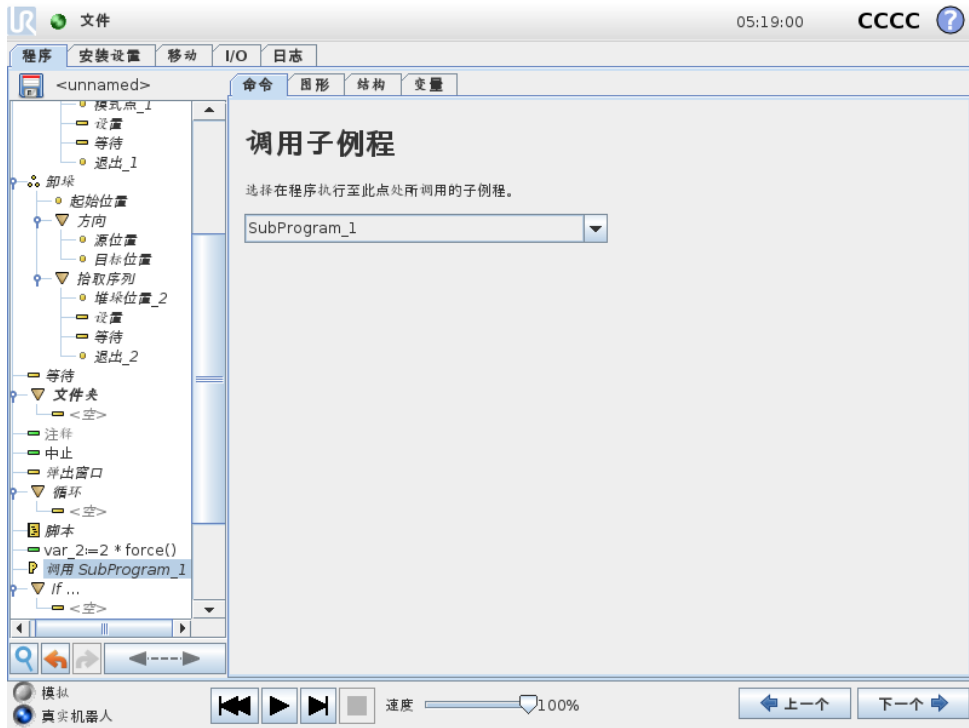 UR 文件 05:19:00 CCCC ?
程序 安装设置 移动 I/O 日志
<unnamed> 命令 图形 结构 变量
模式点_1
设置
等待
退出_1
卸垛
起始位置
方向
源位置
目标位置
拾取序列
堆垛位置_2
设置
等待
退出_2
等待
文件夹
<空>
注释
中止
弹出窗口
循环
<空>
脚本
var_2:=2 * force()
调用 SubProgram_1
If ...
<空>
调用子例程
选择在程序执行至此点处所调用的子例程。
SubProgram_1
模拟
真实机器人
速度 100%
上一个 下一个